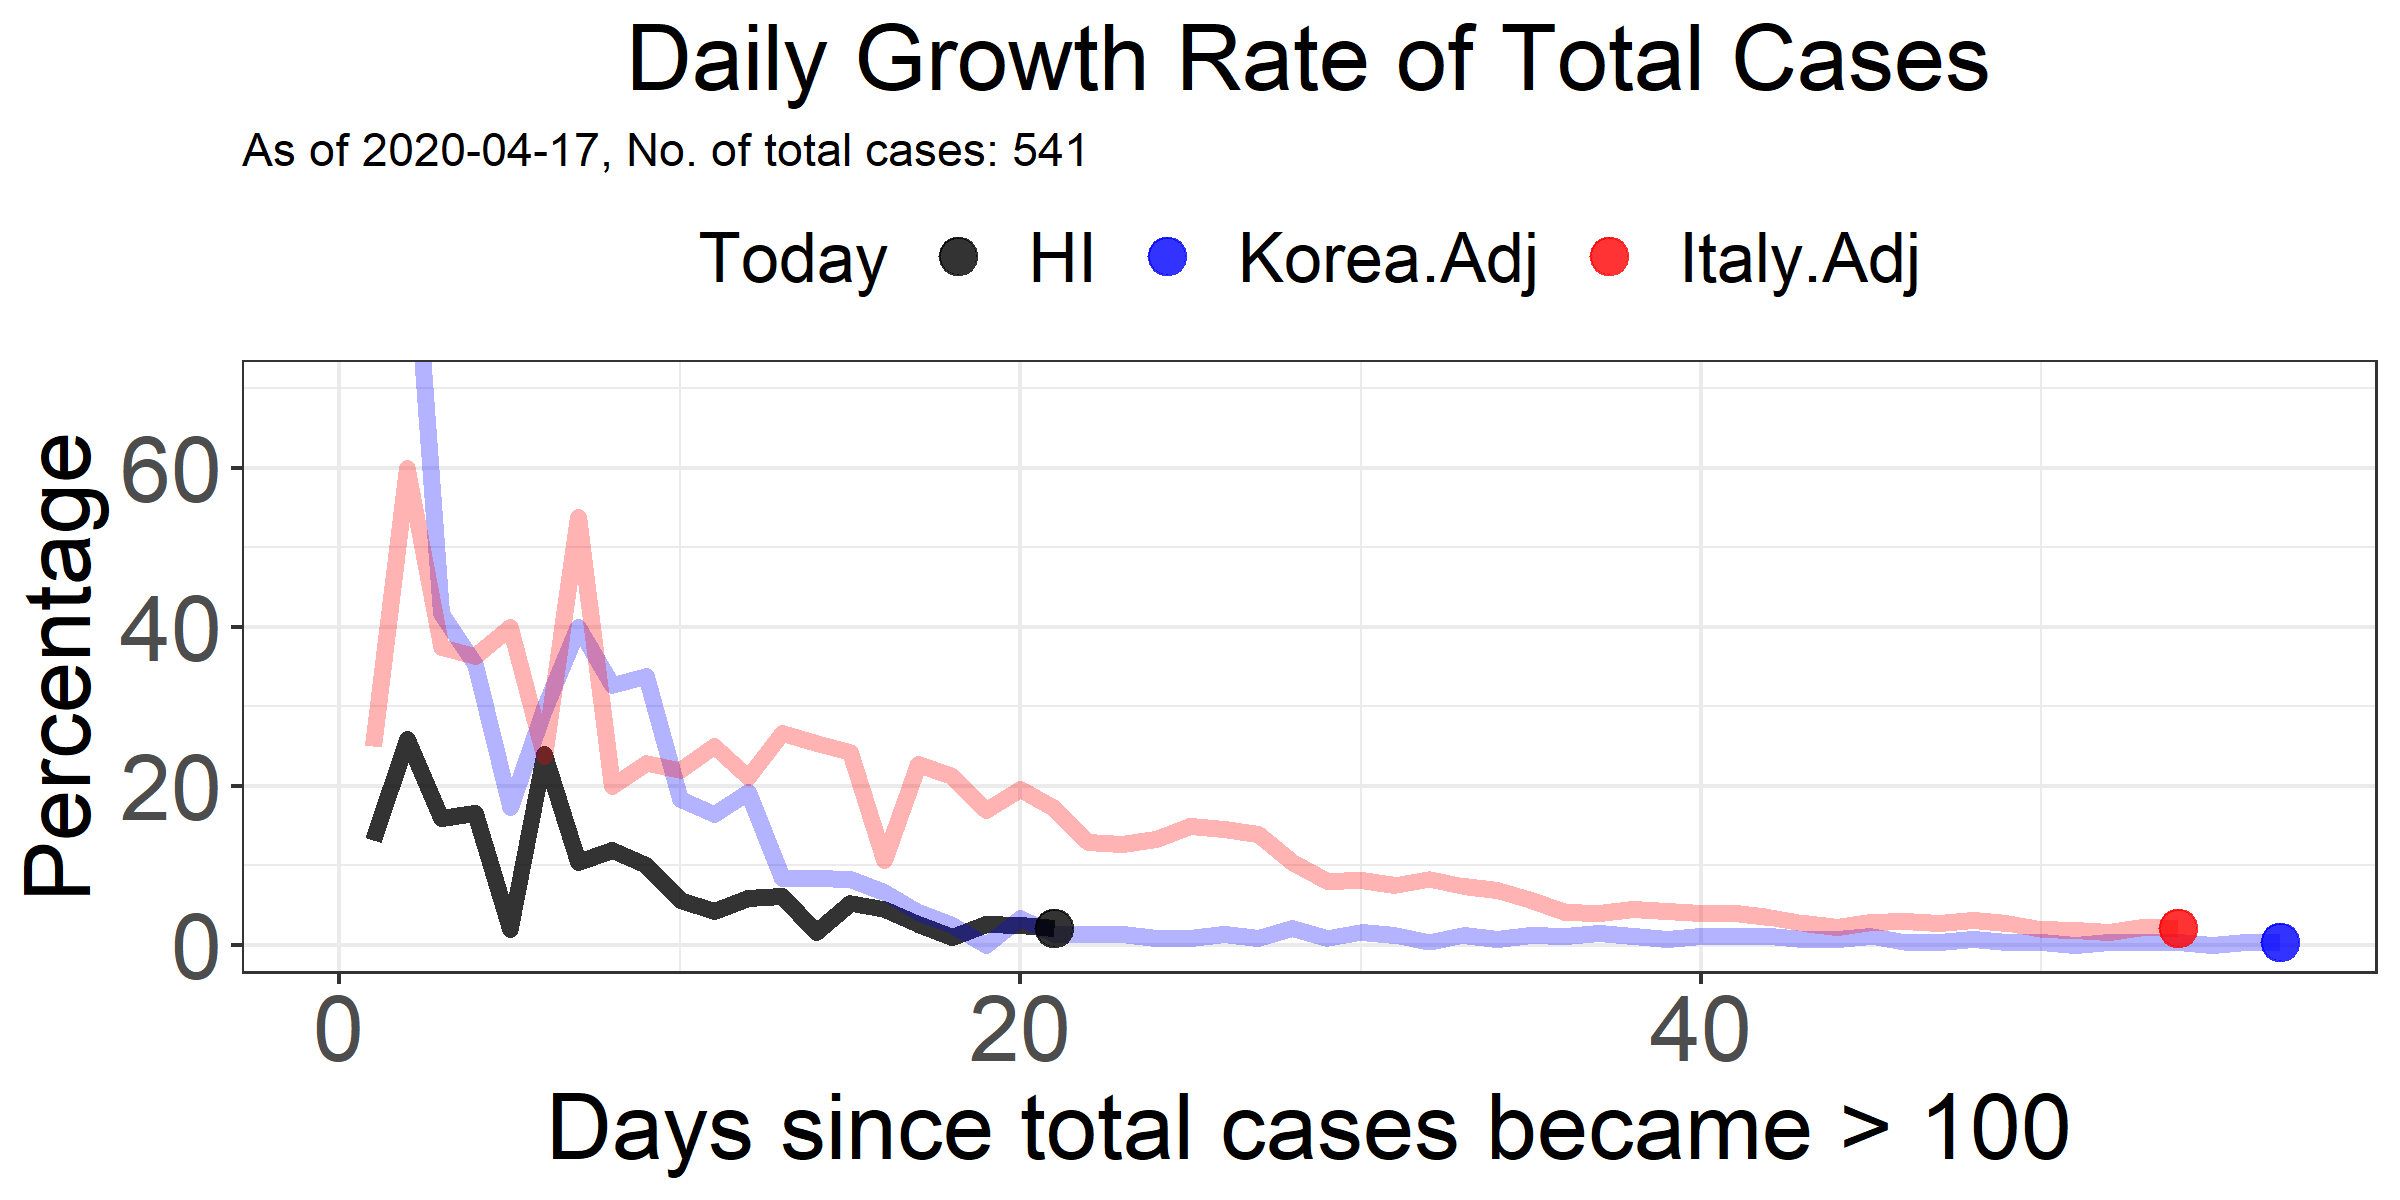 Daily Growth Rate of Total Cases
As of 2020-04-17, No. of total cases: 541
Today HI Korea.Adj Italy.Adj
Percentage
60
40
20
0
0 20 40
Days since total cases became > 100